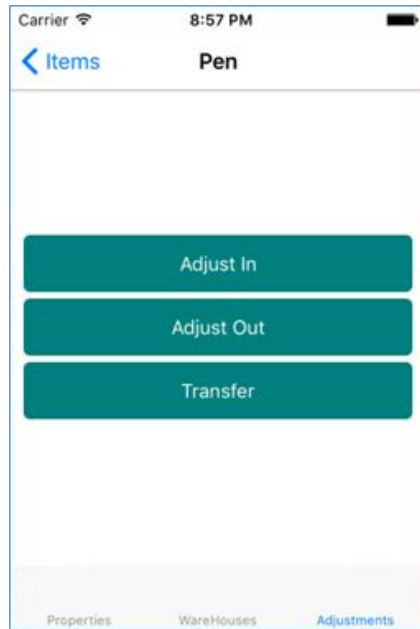 Carrier 8:57 PM
Items Pen
Adjust In
Adjust Out
Transfer
Properties WareHouses Adjustments